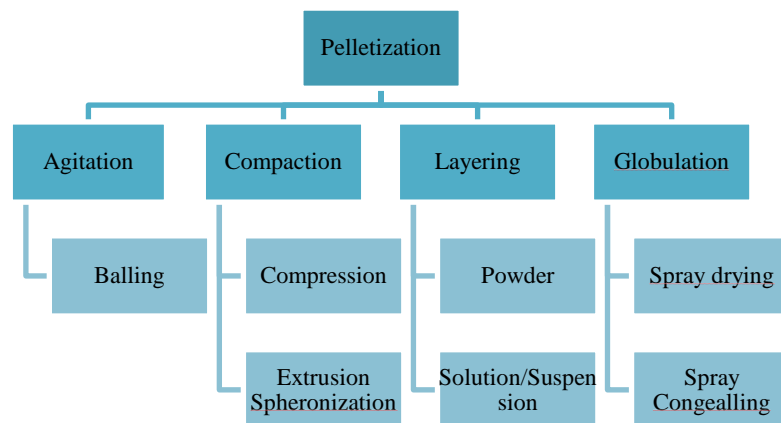 Pelletization
Agitation
Compaction
Layering
Globulation
Balling
Compression
Powder
Spray drying
Extrusion
Spheronization
Solution/Suspen
sion
Spray
Congealling